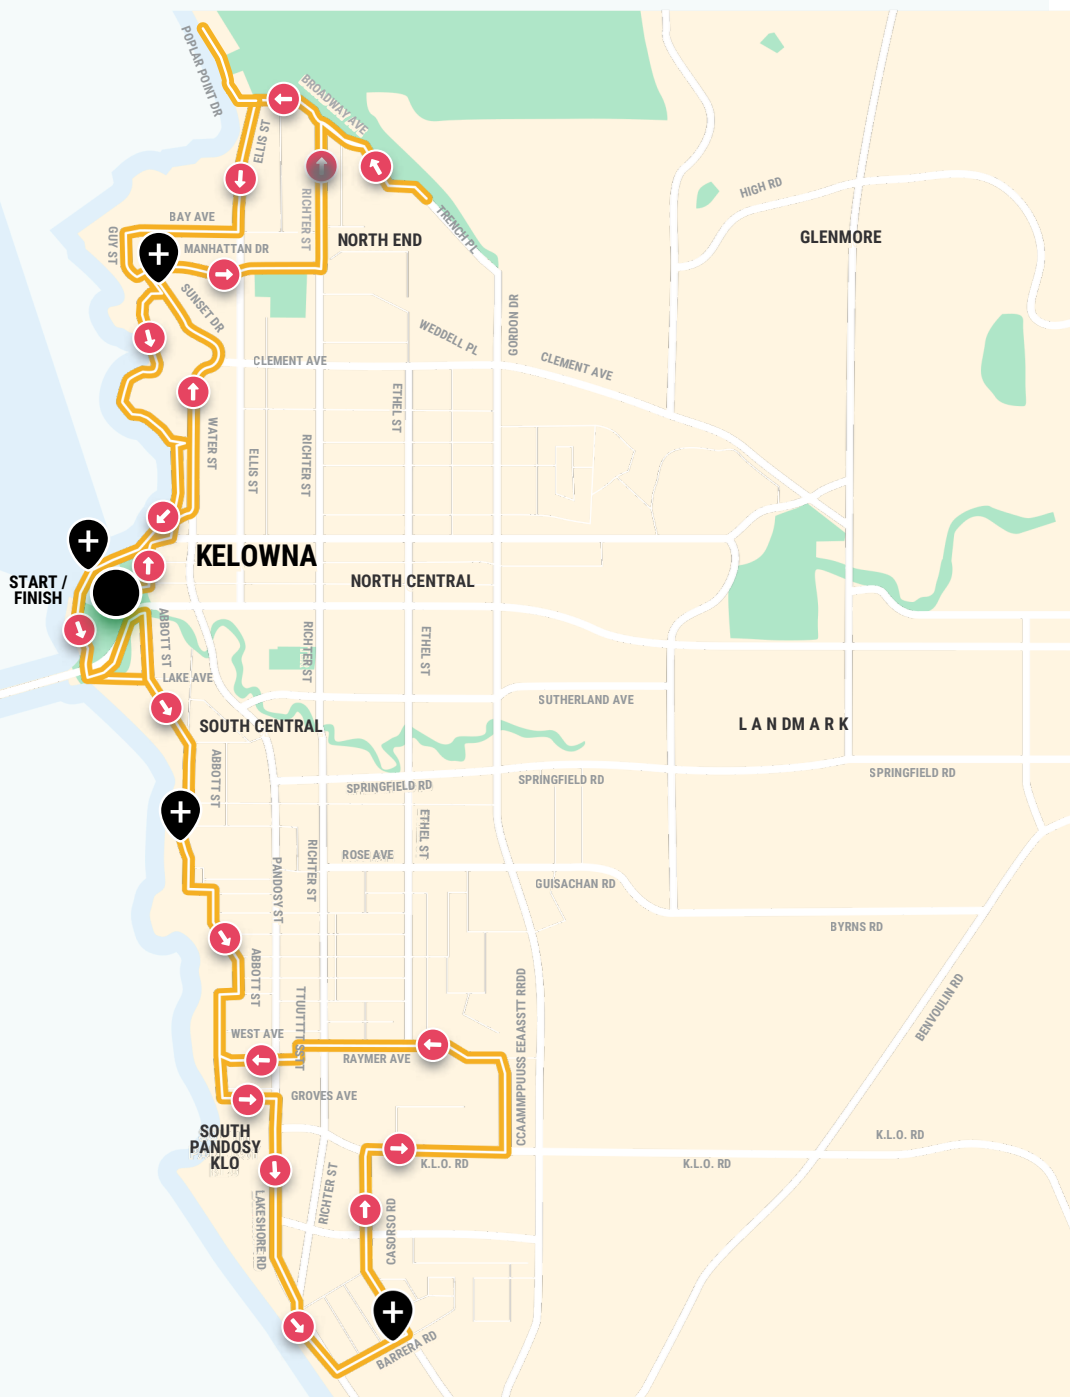 POPLAR POINT DR
BROADWAY AVE
ELLIS ST
HIGH RD
RICHTER ST
BAY AVE
TRENCH PL
GUY ST
MANHATTAN DR
NORTH END
GLENMORE
SUNSET DR
GORDON DR
WEDDELL PL
CLEMENT AVE
CLEMENT AVE
ETHEL ST
WATER ST
ELLIS ST
RICHTER ST
KELOWNA
START /
FINISH
NORTH CENTRAL
ABBOTT ST
RICHTER ST
ETHEL ST
LAKE AVE
SUTHERLAND AVE
SOUTH CENTRAL
LANDMARK
ABBOTT ST
SPRINGFIELD RD
SPRINGFIELD RD
SPRINGFIELD RD
ETHEL ST
ROSE AVE
PANDOSY ST
RICHTER ST
GUISACHAN RD
BYRNS RD
ABBOTT ST
BENVOULIN RD
TTUUTTTT SSTT
CCAAMMPPUUSS EEAASSTT RRDD
WEST AVE
RAYMER AVE
GROVES AVE
SOUTH
PANDOSY
KLO
K.L.O. RD
K.L.O. RD
K.L.O. RD
RICHTER ST
LAKESHORE RD
CASORSO RD
BARRERA RD